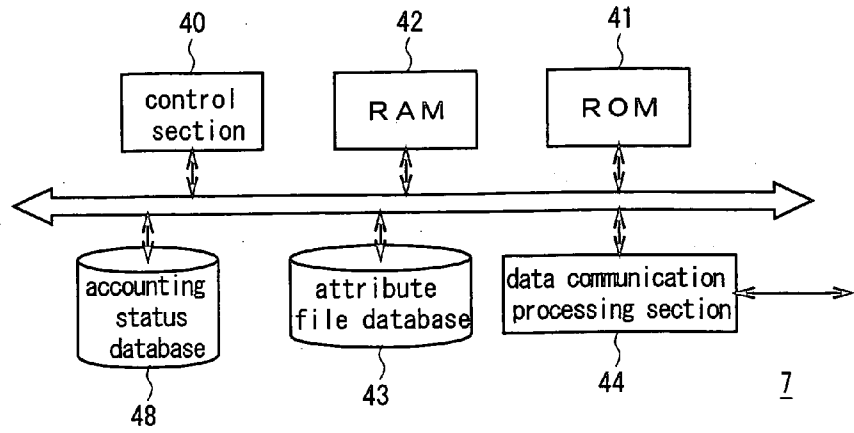 40
42
41
control
section
RAM
ROM
accounting
status
database
attribute
file database
data communication
processing section
48
43
44
7